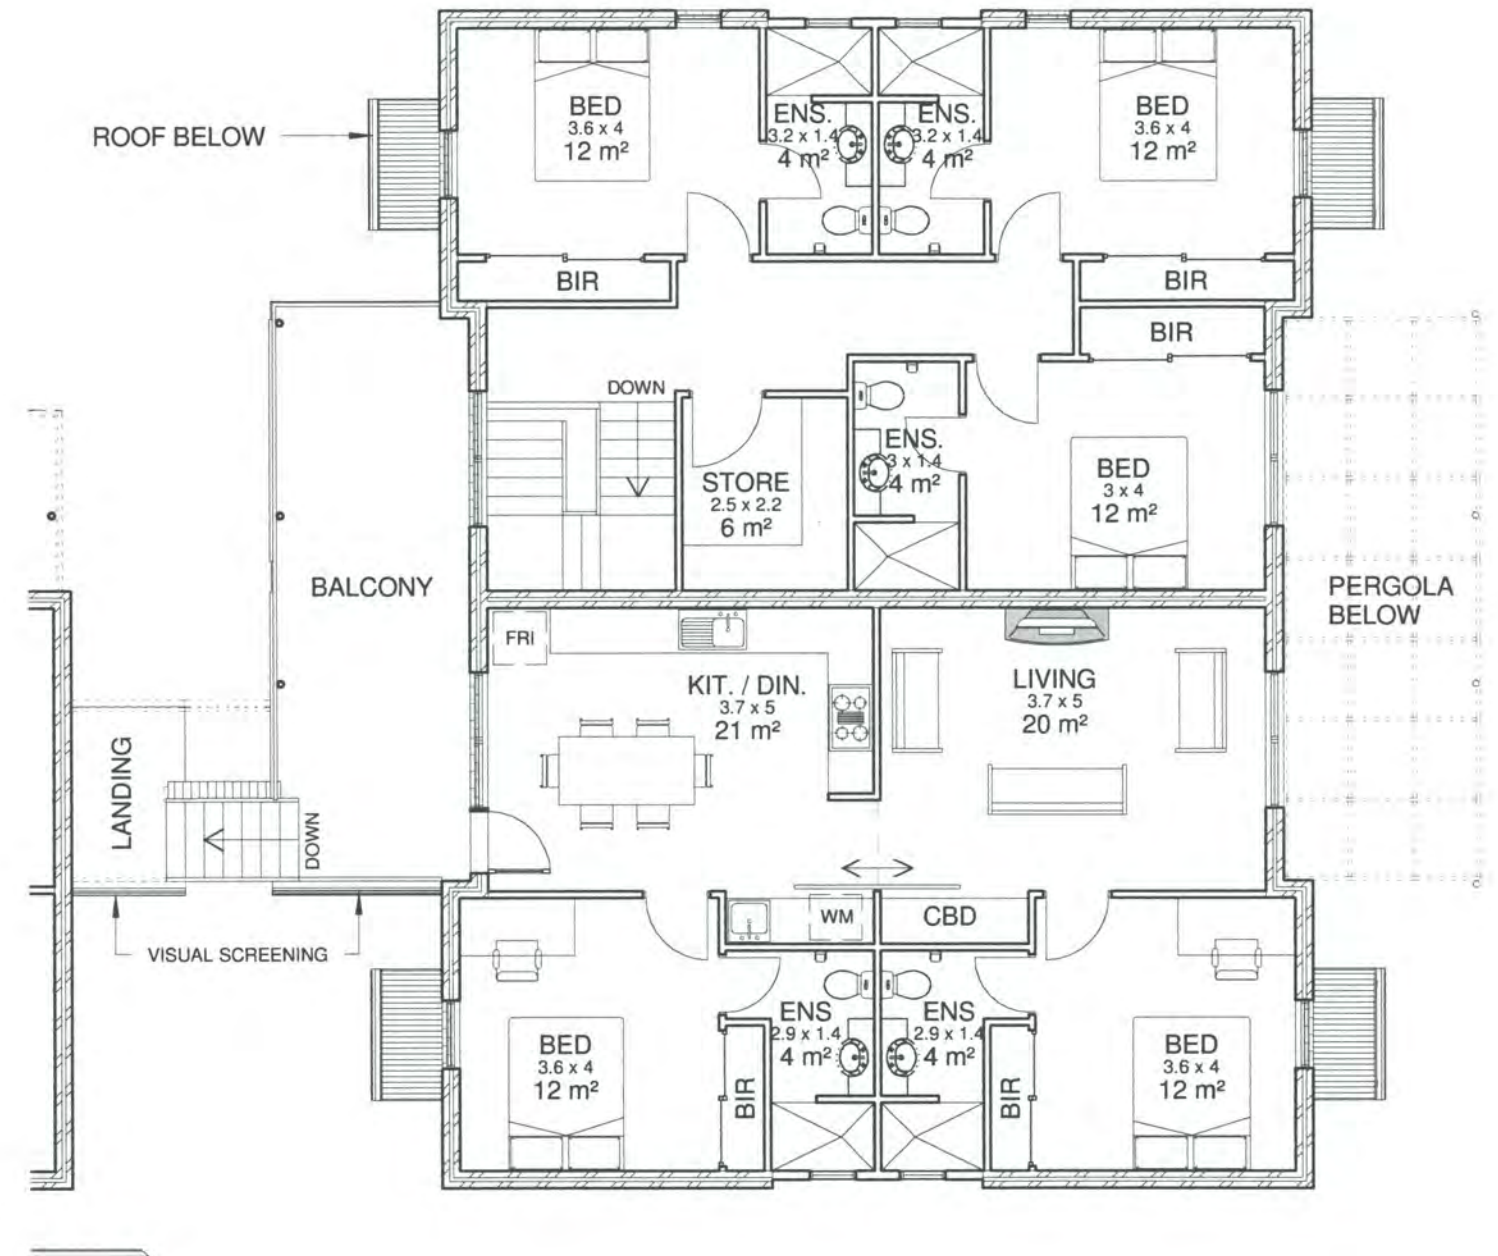 BED
3.6 x 4
12 m²
ENS.
3.2 x 1.4
4 m²
ENS.
3.2 x 1.4
4 m²
BED
3.6 x 4
12 m²
ROOF BELOW
BIR
BIR
BIR
DOWN
ENS.
3 x 1.4
4 m²
STORE
2.5 x 2.2
6 m²
BED
3 x 4
12 m²
BALCONY
PERGOLA
BELOW
FRI
KIT. / DIN.
3.7 x 5
21 m²
LIVING
3.7 x 5
20 m²
LANDING
DOWN
WM
CBD
VISUAL SCREENING
BED
3.6 x 4
12 m²
BIR
ENS
2.9 x 1.4
4 m²
ENS
2.9 x 1.4
4 m²
BIR
BED
3.6 x 4
12 m²